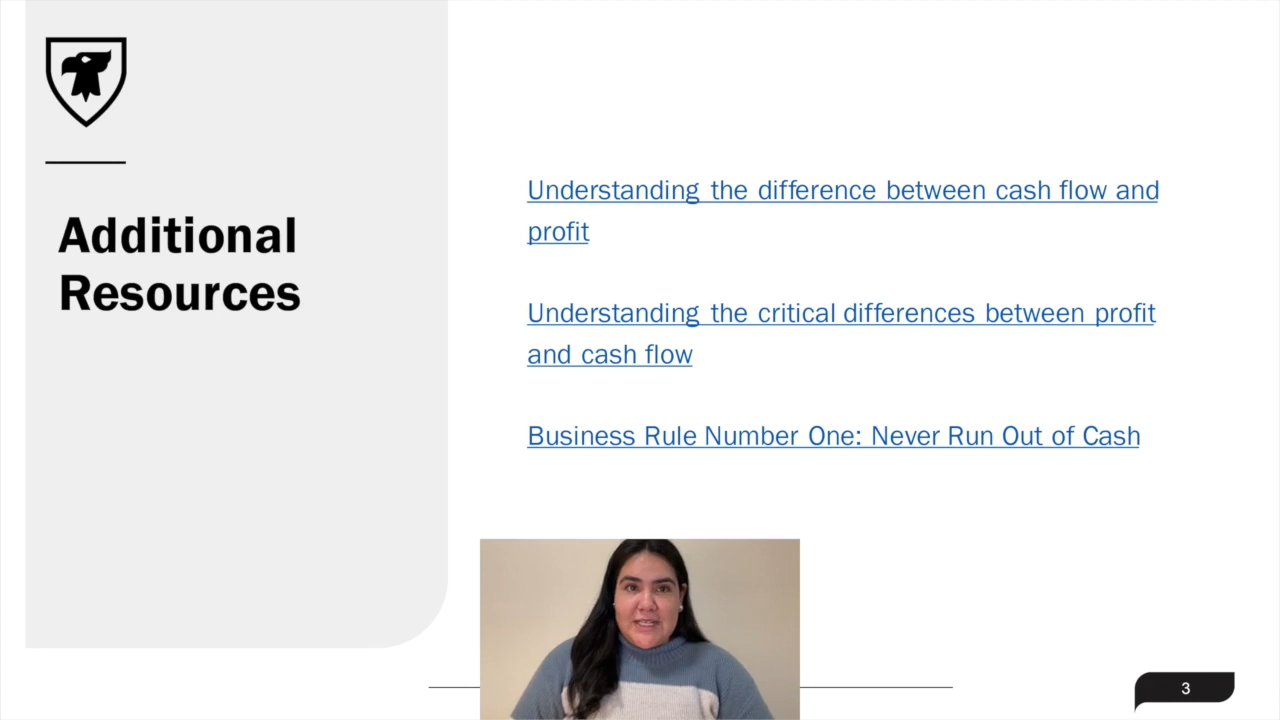 Additional
Resources
Understanding the difference between cash flow and
profit
Understanding the critical differences between profit
and cash flow
Business Rule Number One: Never Run Out of Cash
3